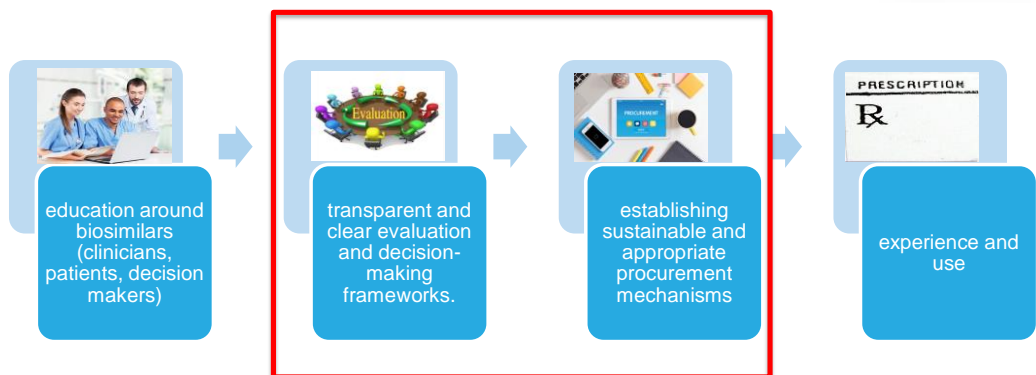 Evaluation
PROCUREMENT
PRESCRIPTION
℞
education around
biosimilars
(clinicians,
patients, decision
makers)
transparent and
clear evaluation
and decision-
making
frameworks.
establishing
sustainable and
appropriate
procurement
mechanisms
experience and
use